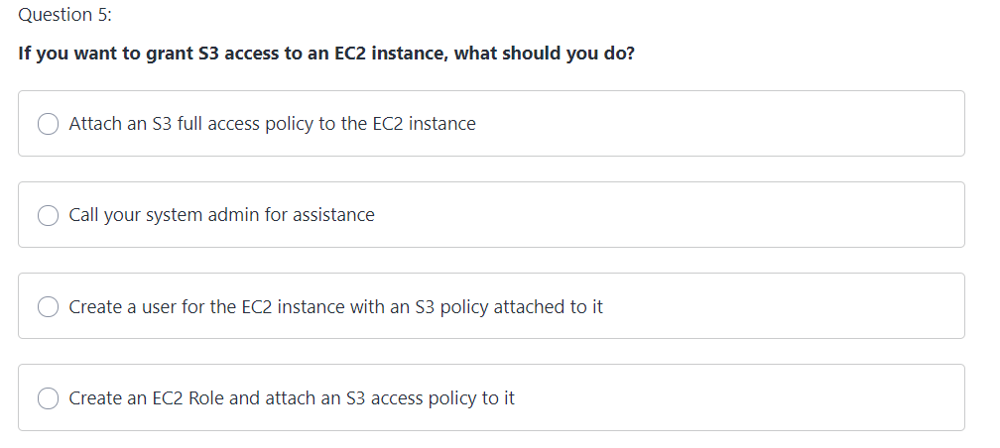 Question 5:
If you want to grant S3 access to an EC2 instance, what should you do?
Attach an S3 full access policy to the EC2 instance
Call your system admin for assistance
Create a user for the EC2 instance with an S3 policy attached to it
Create an EC2 Role and attach an S3 access policy to it